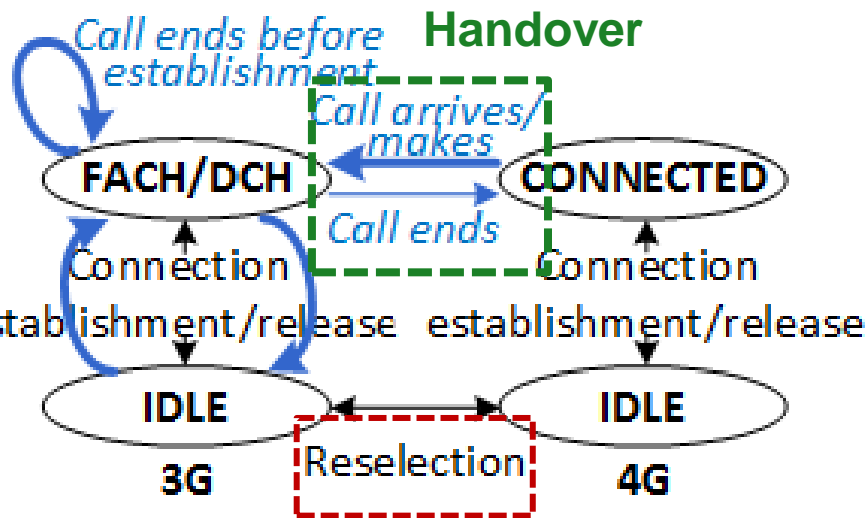 Handover
Call ends before
establishment
Call arrives/
makes
FACH/DCH
CONNECTED
Call ends
Connection
stablishment/release
Connection
establishment/release
IDLE
IDLE
Reselection
3G
4G